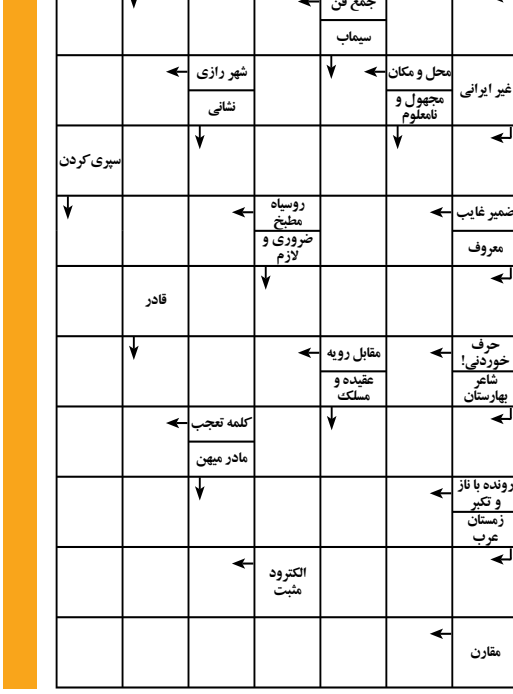 جمع فن
سیماب
غیر ایرانی
محل و مکان
مجهول و
نامعلوم
شهر رازی
نشانی
سپری کردن
ضمیر غایب
معروف
روسیاه
مطبخ
ضروری و
لازم
قادر
حرف
خوردنی!
شاعر
بهارستان
مقابل رویه
عقیده و
مسلک
کلمه تعجب
مادر میهن
رونده با ناز
و تکبر
زمستان
عرب
الکترود
مثبت
مقارن